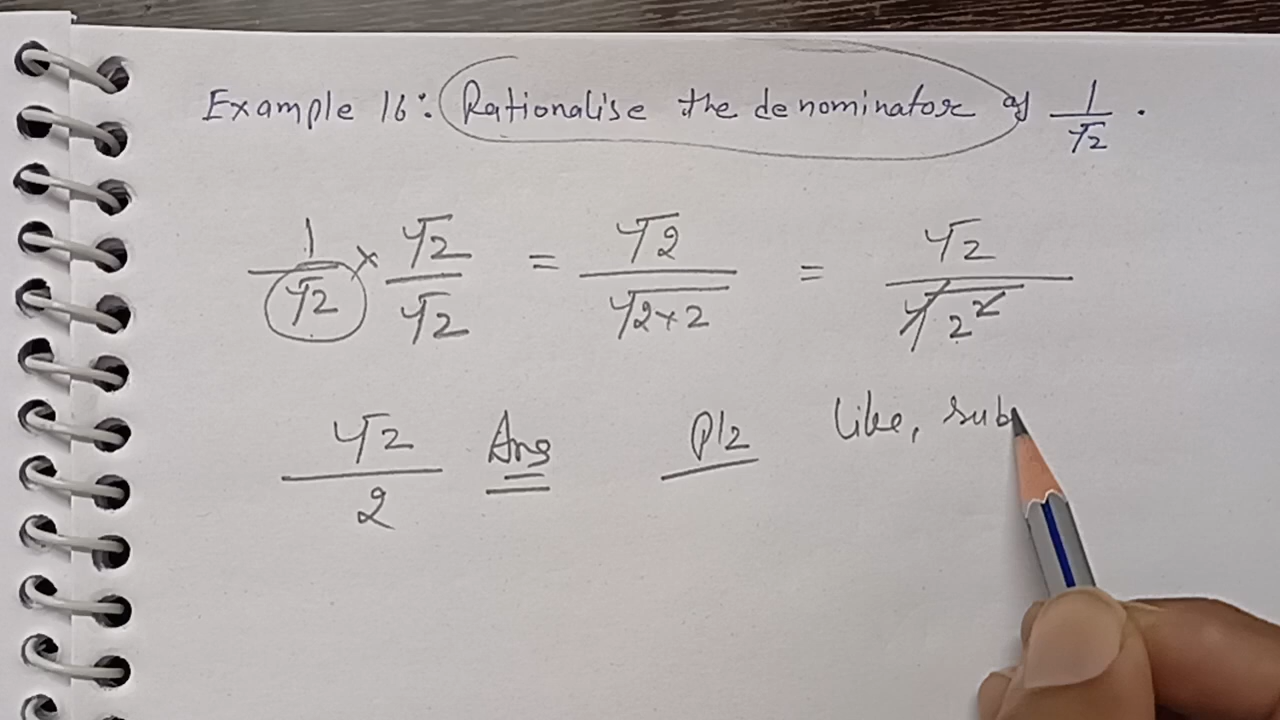 Example 16: Rationalise the denominator of 1/√2 .
1/√2 × √2/√2 = √2/√2×2 = √2/√2²
√2/2 Ans Plz like, sub